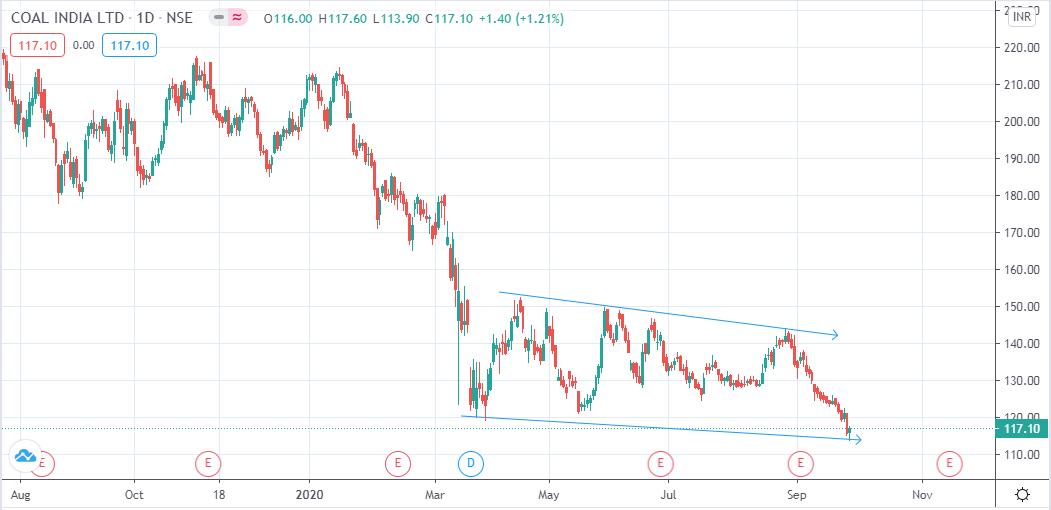 COAL INDIA LTD · 1D · NSE O116.00 H117.60 L113.90 C117.10 +1.40 (+1.21%)
117.10 0.00 117.10
INR
220.00
210.00
200.00
190.00
180.00
170.00
160.00
150.00
140.00
130.00
120.00
117.10
110.00
E E E D E E E
Aug Oct 18 2020 Mar May Jul Sep Nov